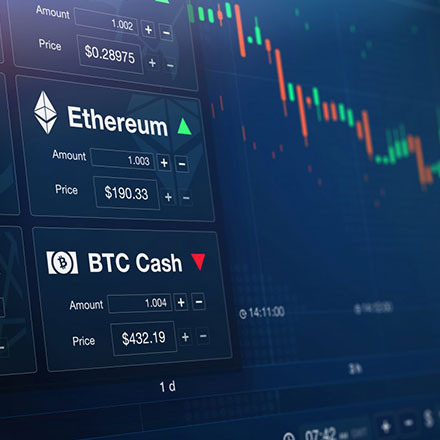 Amount 1.002 + −
Price $0.28975 + −
Ethereum
Amount 1.003 + −
Price $190.33 + −
BTC Cash
Amount 1.004 + −
Price $432.19 + −
14:11:00
1 d
07:42
+ − $